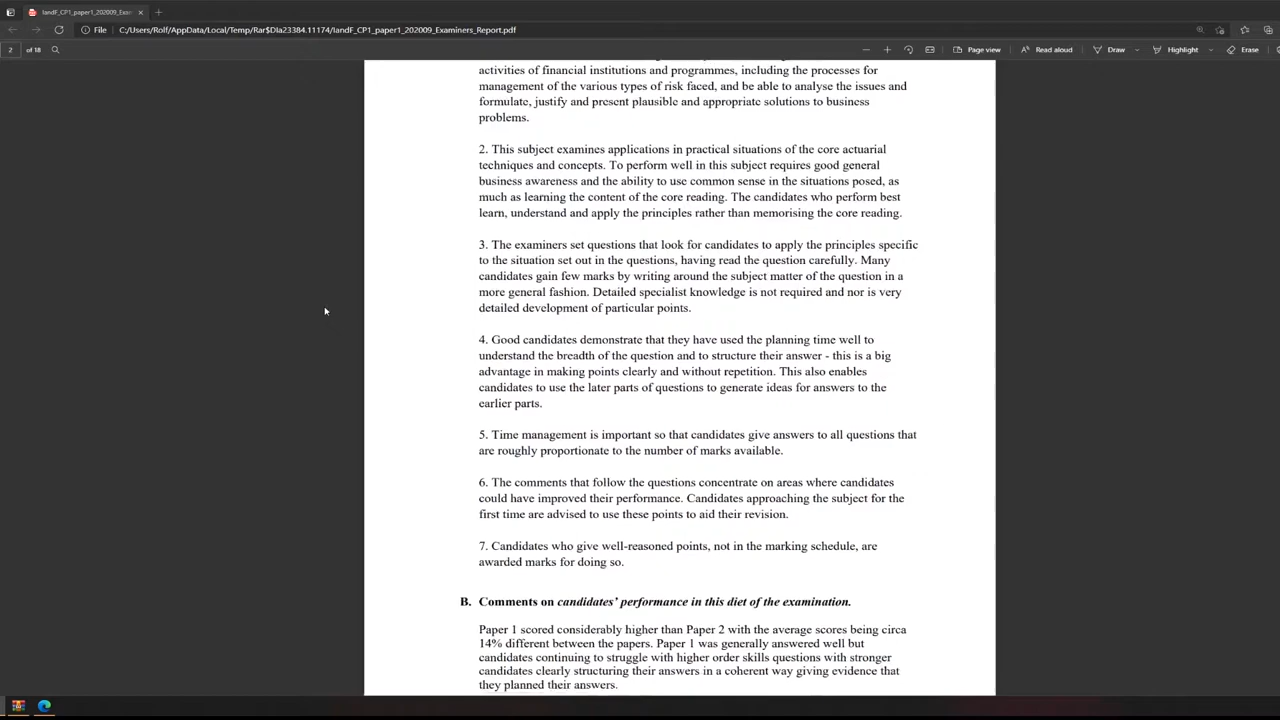 IandF_CP1_paper1_202009_Examine
File
C:/Users/Rolf/AppData/Local/Temp/Rar$DIa23384.11174/IandF_CP1_paper1_202009_Examiners_Report.pdf
2 of 18
Page view
Read aloud
Draw
Highlight
Erase
activities of financial institutions and programmes, including the processes for
management of the various types of risk faced, and be able to analyse the issues and
formulate, justify and present plausible and appropriate solutions to business
problems.
2. This subject examines applications in practical situations of the core actuarial
techniques and concepts. To perform well in this subject requires good general
business awareness and the ability to use common sense in the situations posed, as
much as learning the content of the core reading. The candidates who perform best
learn, understand and apply the principles rather than memorising the core reading.
3. The examiners set questions that look for candidates to apply the principles specific
to the situation set out in the questions, having read the question carefully. Many
candidates gain few marks by writing around the subject matter of the question in a
more general fashion. Detailed specialist knowledge is not required and nor is very
detailed development of particular points.
4. Good candidates demonstrate that they have used the planning time well to
understand the breadth of the question and to structure their answer - this is a big
advantage in making points clearly and without repetition. This also enables
candidates to use the later parts of questions to generate ideas for answers to the
earlier parts.
5. Time management is important so that candidates give answers to all questions that
are roughly proportionate to the number of marks available.
6. The comments that follow the questions concentrate on areas where candidates
could have improved their performance. Candidates approaching the subject for the
first time are advised to use these points to aid their revision.
7. Candidates who give well-reasoned points, not in the marking schedule, are
awarded marks for doing so.
B. Comments on candidates' performance in this diet of the examination.
Paper 1 scored considerably higher than Paper 2 with the average scores being circa
14% different between the papers. Paper 1 was generally answered well but
candidates continuing to struggle with higher order skills questions with stronger
candidates clearly structuring their answers in a coherent way giving evidence that
they planned their answers.